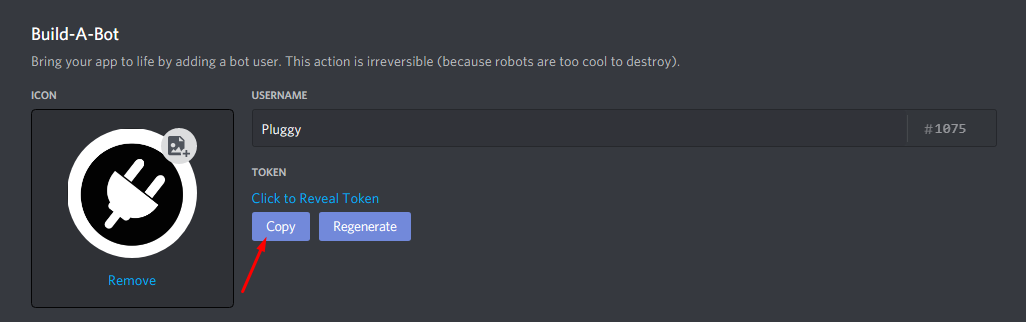 Build-A-Bot
Bring your app to life by adding a bot user. This action is irreversible (because robots are too cool to destroy).
ICON
USERNAME
Pluggy
#1075
TOKEN
Click to Reveal Token
Copy
Regenerate
Remove